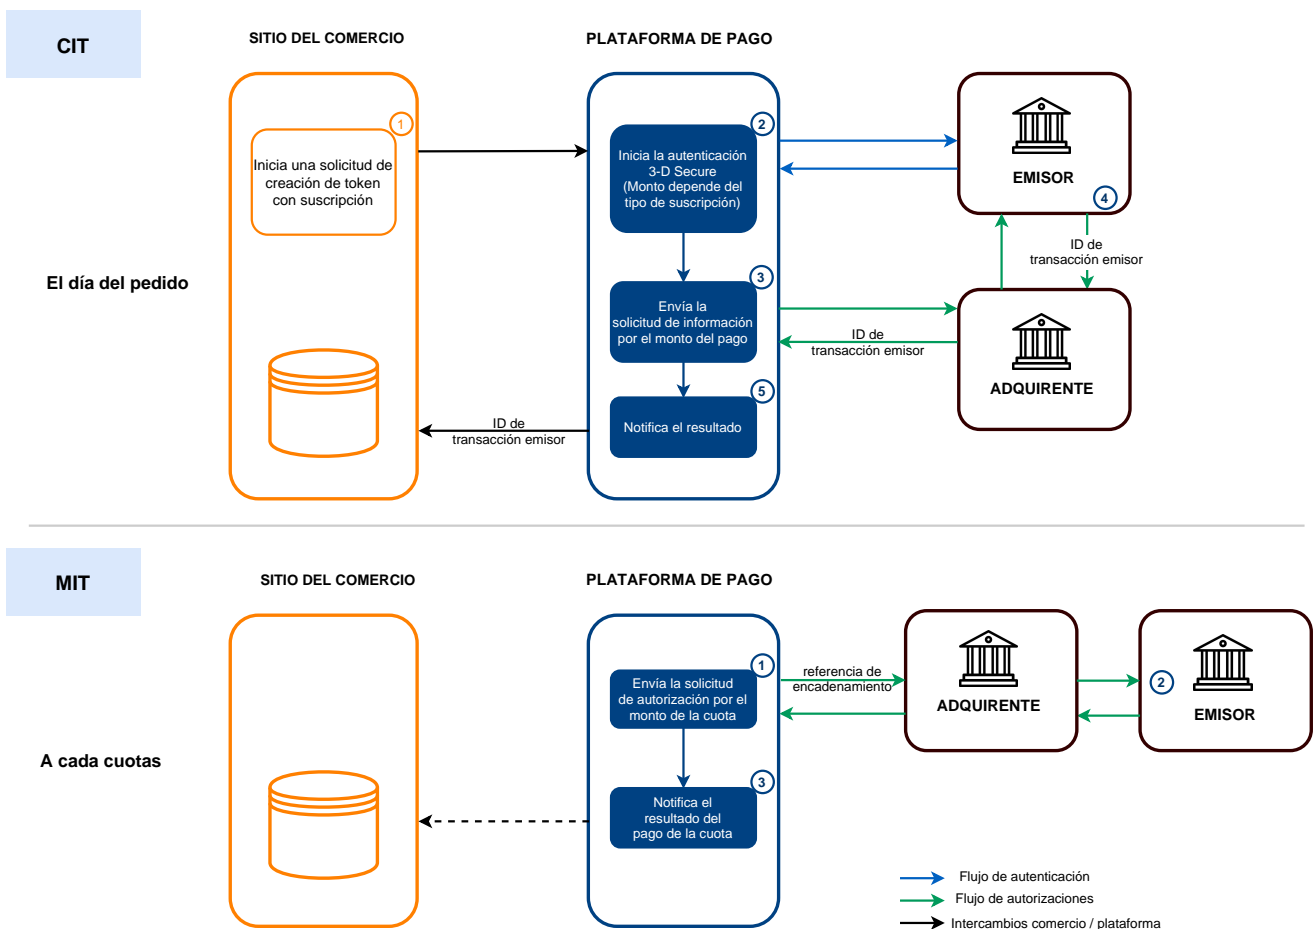 CIT
SITIO DEL COMERCIO
PLATAFORMA DE PAGO
1
Inicia una solicitud de
creación de token
con suscripción
2
Inicia la autenticación
3-D Secure
(Monto depende del
tipo de suscripción)
EMISOR
4
ID de
transacción emisor
El día del pedido
3
Envía la
solicitud de información
por el monto del pago
ID de
transacción emisor
ADQUIRENTE
5
Notifica el resultado
ID de
transacción emisor
MIT
SITIO DEL COMERCIO
PLATAFORMA DE PAGO
1
Envía la solicitud
de autorización por el
monto de la cuota
referencia de
encadenamiento
ADQUIRENTE
2
EMISOR
A cada cuotas
3
Notifica el
resultado del
pago de la cuota
Flujo de autenticación
Flujo de autorizaciones
Intercambios comercio / plataforma